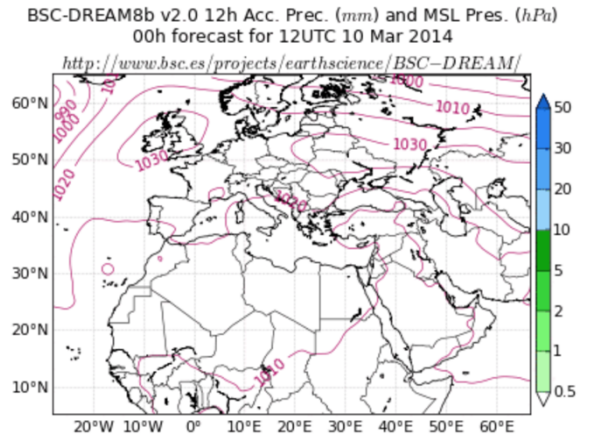 BSC-DREAM8b v2.0 12h Acc. Prec. (mm) and MSL Pres. (hPa)
00h forecast for 12UTC 10 Mar 2014
http://www.bsc.es/projects/earthscience/BSC−DREAM/
60°N
50°N
40°N
30°N
20°N
10°N
20°W 10°W 0° 10°E 20°E 30°E 40°E 50°E 60°E
990
1000
1020
1030
1000
1010
1030
1020
1010
50
30
20
10
5
2
1
0.5